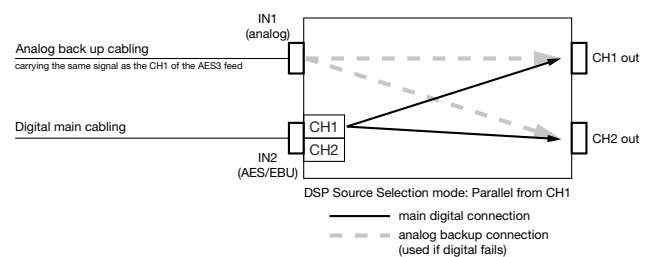 IN1
(analog)
Analog back up cabling
carrying the same signal as the CH1 of the AES3 feed
CH1 out
Digital main cabling
CH1
CH2
CH2 out
IN2
(AES/EBU)
DSP Source Selection mode: Parallel from CH1
main digital connection
analog backup connection
(used if digital fails)